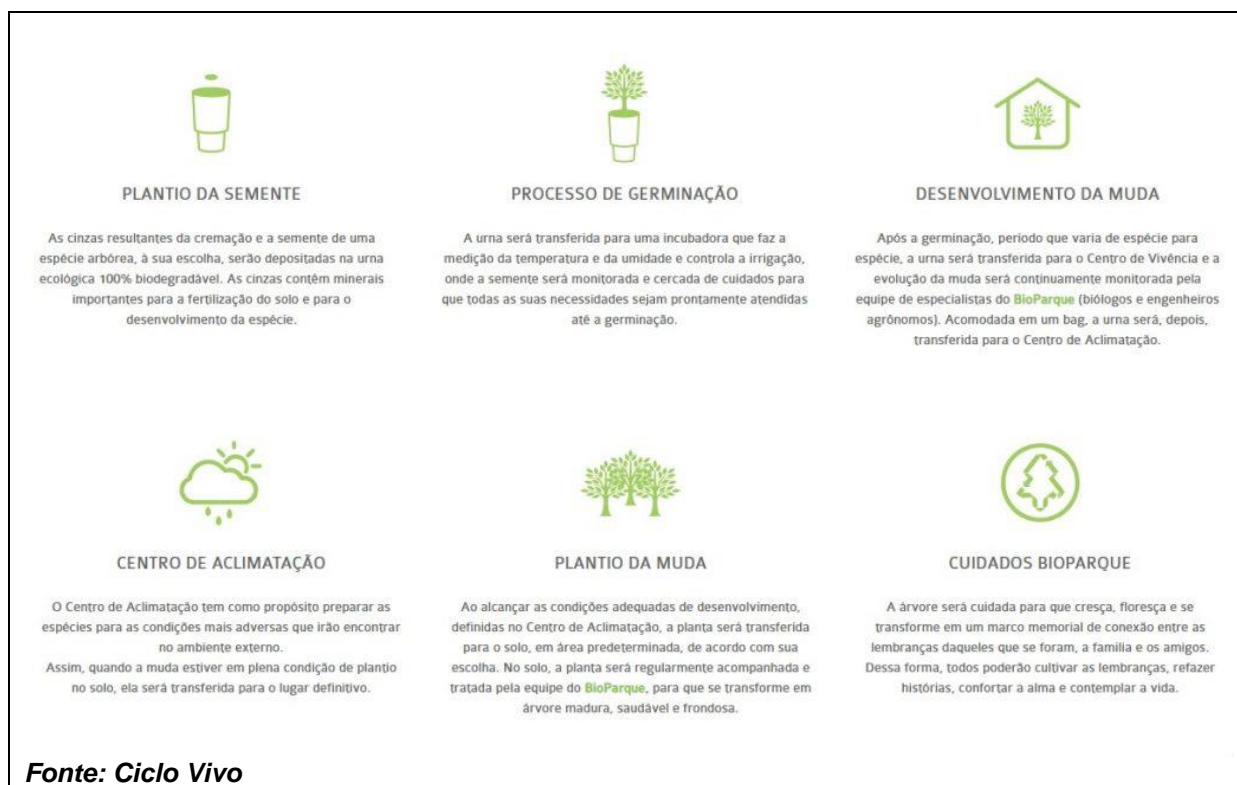 PLANTIO DA SEMENTE
As cinzas resultantes da cremação e a semente de uma
espécie arbórea, à sua escolha, serão depositadas na urna
ecológica 100% biodegradável. As cinzas contêm minerais
importantes para a fertilização do solo e para o
desenvolvimento da espécie.
PROCESSO DE GERMINAÇÃO
A urna será transferida para uma incubadora que faz a
medição da temperatura e da umidade e controla a irrigação,
onde a semente será monitorada e cercada de cuidados para
que todas as suas necessidades sejam prontamente atendidas
até a germinação.
DESENVOLVIMENTO DA MUDA
Após a germinação, período que varia de espécie para
espécie, a urna será transferida para o Centro de Vivência e a
evolução da muda será continuamente monitorada pela
equipe de especialistas do BioParque (biólogos e engenheiros
agrônomos). Acomodada em um bag, a urna será, depois,
transferida para o Centro de Aclimatação.
CENTRO DE ACLIMATAÇÃO
O Centro de Aclimatação tem como propósito preparar as
espécies para as condições mais adversas que irão encontrar
no ambiente externo.
Assim, quando a muda estiver em plena condição de plantio
no solo, ela será transferida para o lugar definitivo.
PLANTIO DA MUDA
Ao alcançar as condições adequadas de desenvolvimento,
definidas no Centro de Aclimatação, a planta será transferida
para o solo, em área predeterminada, de acordo com sua
escolha. No solo, a planta será regularmente acompanhada e
tratada pela equipe do BioParque, para que se transforme em
árvore madura, saudável e frondosa.
CUIDADOS BIOPARQUE
A árvore será cuidada para que cresça, floresça e se
transforme em um marco memorial de conexão entre as
lembranças daqueles que se foram, a família e os amigos.
Dessa forma, todos poderão cultivar as lembranças, refazer
histórias, confortar a alma e contemplar a vida.
Fonte: Ciclo Vivo